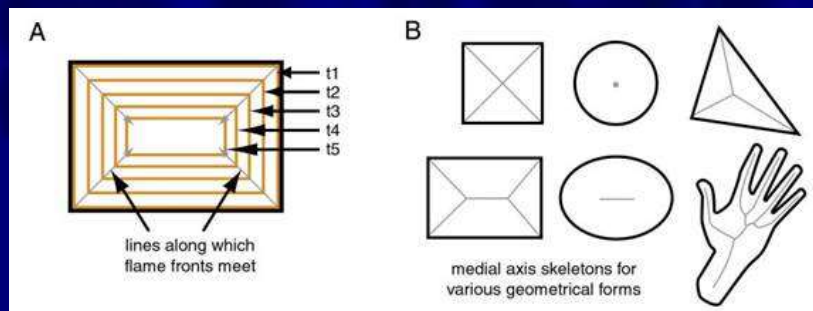 A
t1
t2
t3
t4
t5
lines along which
flame fronts meet
B
medial axis skeletons for
various geometrical forms